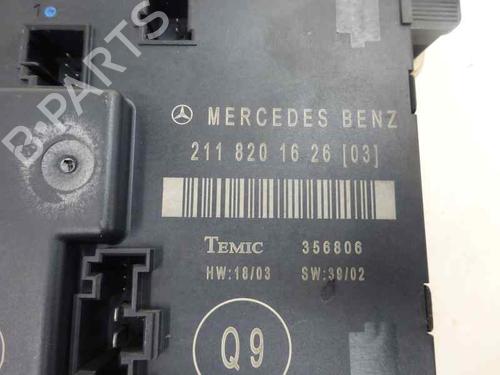 MERCEDES BENZ
211 820 16 26 [03]
TEMIC 356806
HW:18/03 SW:39/02
Q9
B-PARTS